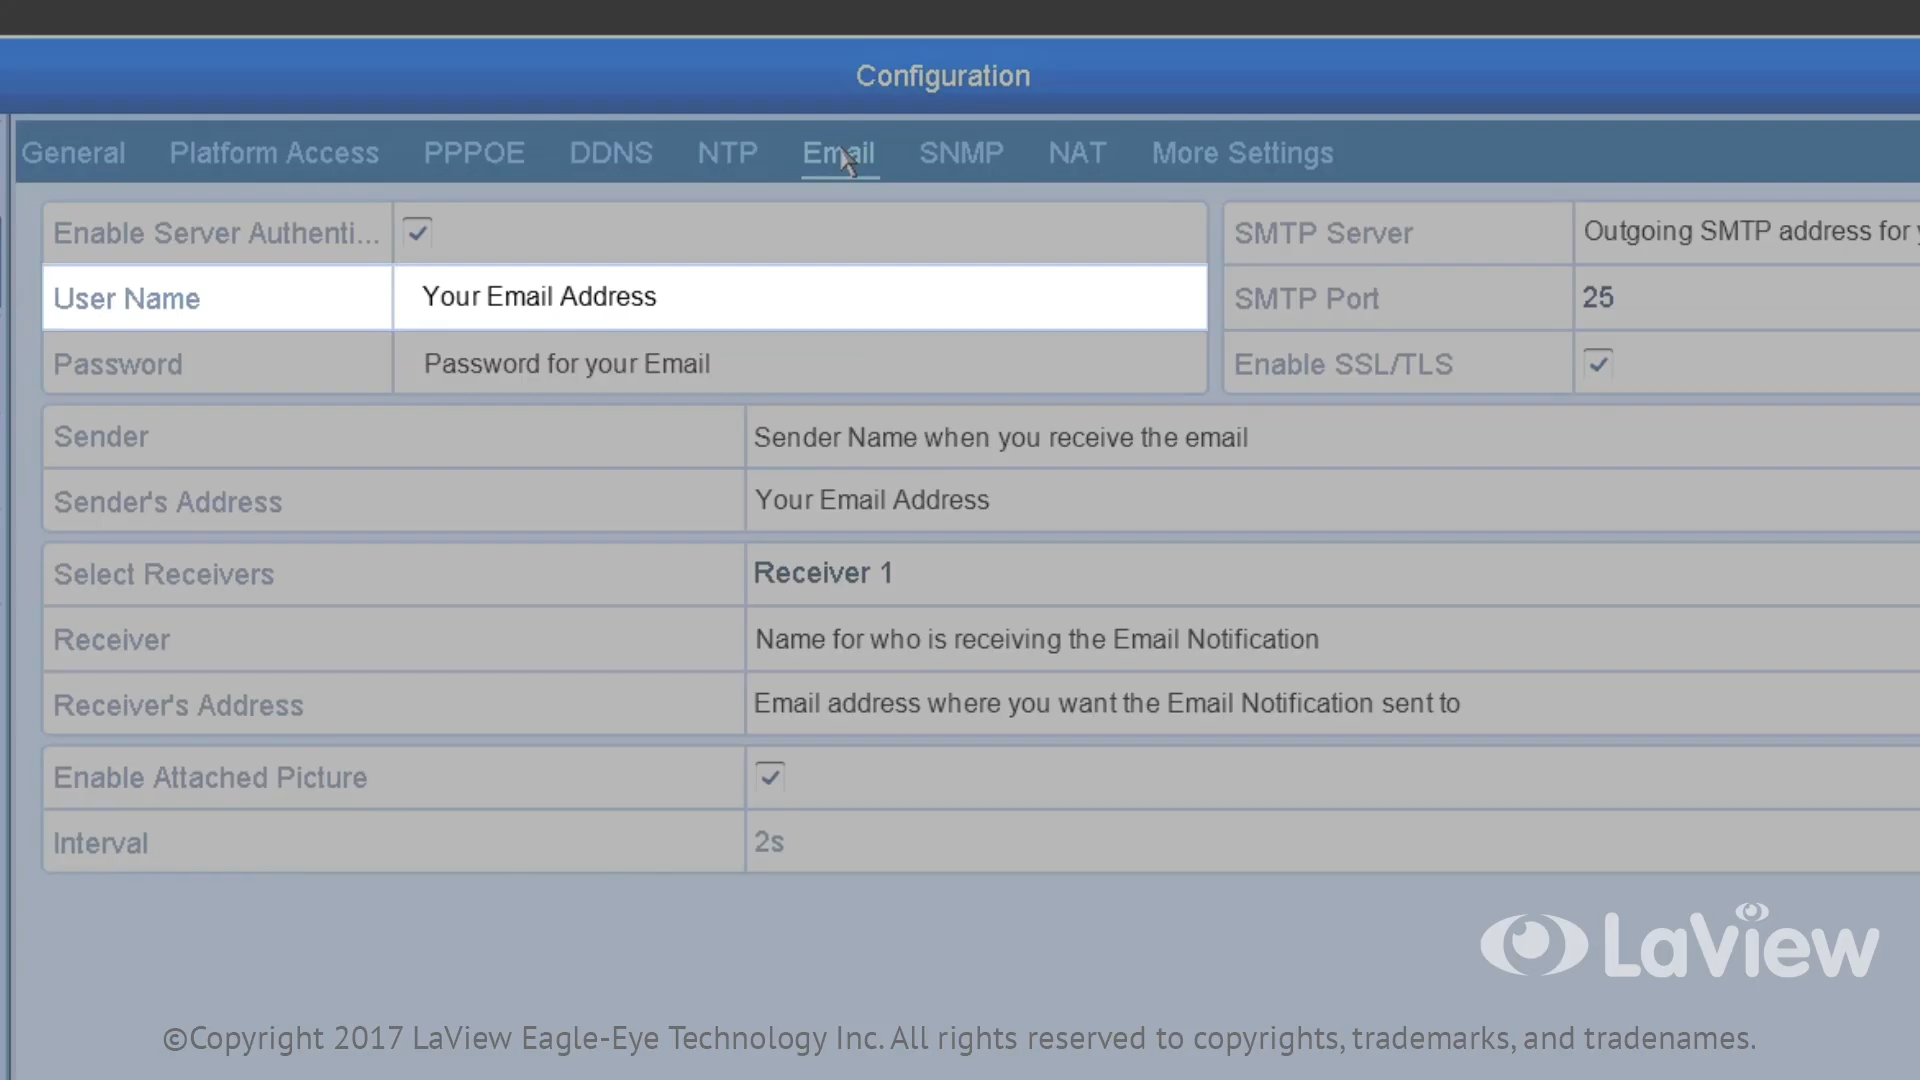 Configuration
General Platform Access PPPOE DDNS NTP Email SNMP NAT More Settings
Enable Server Authenti...
SMTP Server Outgoing SMTP address for
User Name Your Email Address
SMTP Port 25
Password Password for your Email
Enable SSL/TLS
Sender Sender Name when you receive the email
Sender's Address Your Email Address
Select Receivers Receiver 1
Receiver Name for who is receiving the Email Notification
Receiver's Address Email address where you want the Email Notification sent to
Enable Attached Picture
Interval 2s
LaView
©Copyright 2017 LaView Eagle-Eye Technology Inc. All rights reserved to copyrights, trademarks, and tradenames.